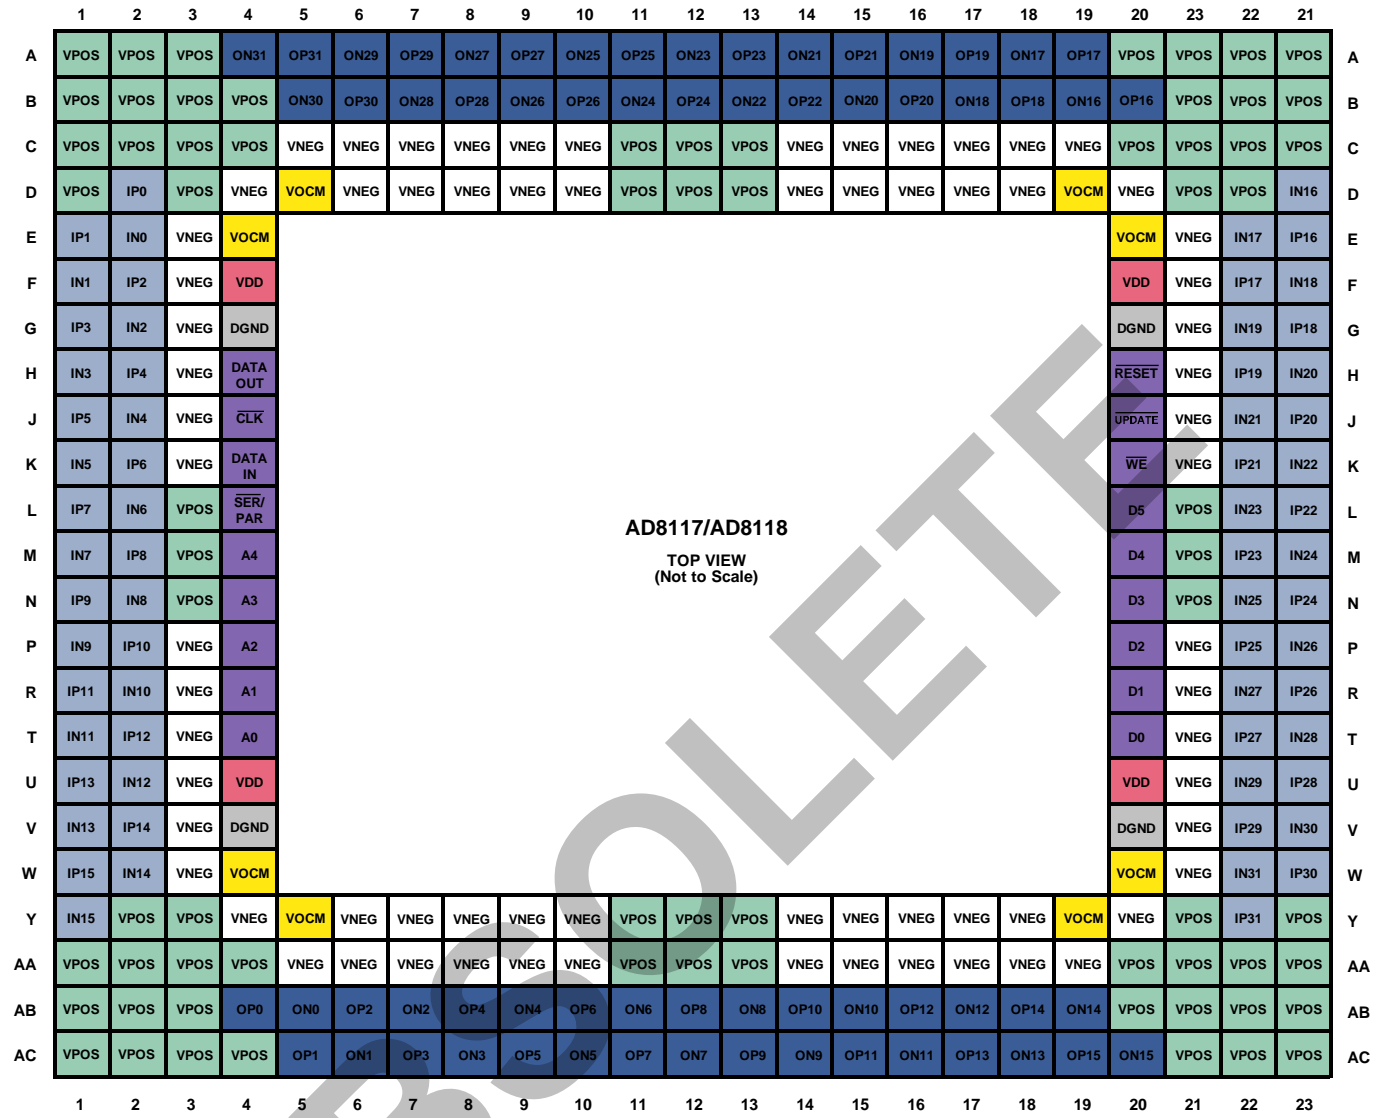 1 2 3 4 5 6 7 8 9 10 11 12 13 14 15 16 17 18 19 20 23 22 21
A VPOS VPOS VPOS ON31 OP31 ON29 OP29 ON27 OP27 ON25 OP25 ON23 OP23 ON21 OP21 ON19 OP19 ON17 OP17 VPOS VPOS VPOS VPOS A
B VPOS VPOS VPOS VPOS ON30 OP30 ON28 OP28 ON26 OP26 ON24 OP24 ON22 OP22 ON20 OP20 ON18 OP18 ON16 OP16 VPOS VPOS VPOS B
C VPOS VPOS VPOS VPOS VNEG VNEG VNEG VNEG VNEG VNEG VPOS VPOS VPOS VNEG VNEG VNEG VNEG VNEG VNEG VPOS VPOS VPOS VPOS C
D VPOS IP0 VPOS VNEG VOCM VNEG VNEG VNEG VNEG VNEG VPOS VPOS VPOS VNEG VNEG VNEG VNEG VNEG VOCM VNEG VPOS VPOS IN16 D
E IP1 IN0 VNEG VOCM VOCM VNEG IN17 IP16 E
F IN1 IP2 VNEG VDD VDD VNEG IP17 IN18 F
G IP3 IN2 VNEG DGND DGND VNEG IN19 IP18 G
H IN3 IP4 VNEG DATA OUT RESET VNEG IP19 IN20 H
J IP5 IN4 VNEG CLK UPDATE VNEG IN21 IP20 J
K IN5 IP6 VNEG DATA IN WE VNEG IP21 IN22 K
L IP7 IN6 VPOS SER/ PAR D5 VPOS IN23 IP22 L
AD8117/AD8118
M IN7 IP8 VPOS A4 D4 VPOS IP23 IN24 M
TOP VIEW
(Not to Scale)
N IP9 IN8 VPOS A3 D3 VPOS IN25 IP24 N
P IN9 IP10 VNEG A2 D2 VNEG IP25 IN26 P
R IP11 IN10 VNEG A1 D1 VNEG IN27 IP26 R
T IN11 IP12 VNEG A0 D0 VNEG IP27 IN28 T
U IP13 IN12 VNEG VDD VDD VNEG IN29 IP28 U
V IN13 IP14 VNEG DGND DGND VNEG IP29 IN30 V
W IP15 IN14 VNEG VOCM VOCM VNEG IN31 IP30 W
Y IN15 VPOS VPOS VNEG VOCM VNEG VNEG VNEG VNEG VNEG VPOS VPOS VPOS VNEG VNEG VNEG VNEG VNEG VOCM VNEG VPOS IP31 VPOS Y
AA VPOS VPOS VPOS VPOS VNEG VNEG VNEG VNEG VNEG VNEG VPOS VPOS VPOS VNEG VNEG VNEG VNEG VNEG VNEG VPOS VPOS VPOS VPOS AA
AB VPOS VPOS VPOS OP0 ON0 OP2 ON2 OP4 ON4 OP6 ON6 OP8 ON8 OP10 ON10 OP12 ON12 OP14 ON14 VPOS VPOS VPOS VPOS AB
AC VPOS VPOS VPOS VPOS OP1 ON1 OP3 ON3 OP5 ON5 OP7 ON7 OP9 ON9 OP11 ON11 OP13 ON13 OP15 ON15 VPOS VPOS VPOS AC
1 2 3 4 5 6 7 8 9 10 11 12 13 14 15 16 17 18 19 20 21 22 23
BSOLETE